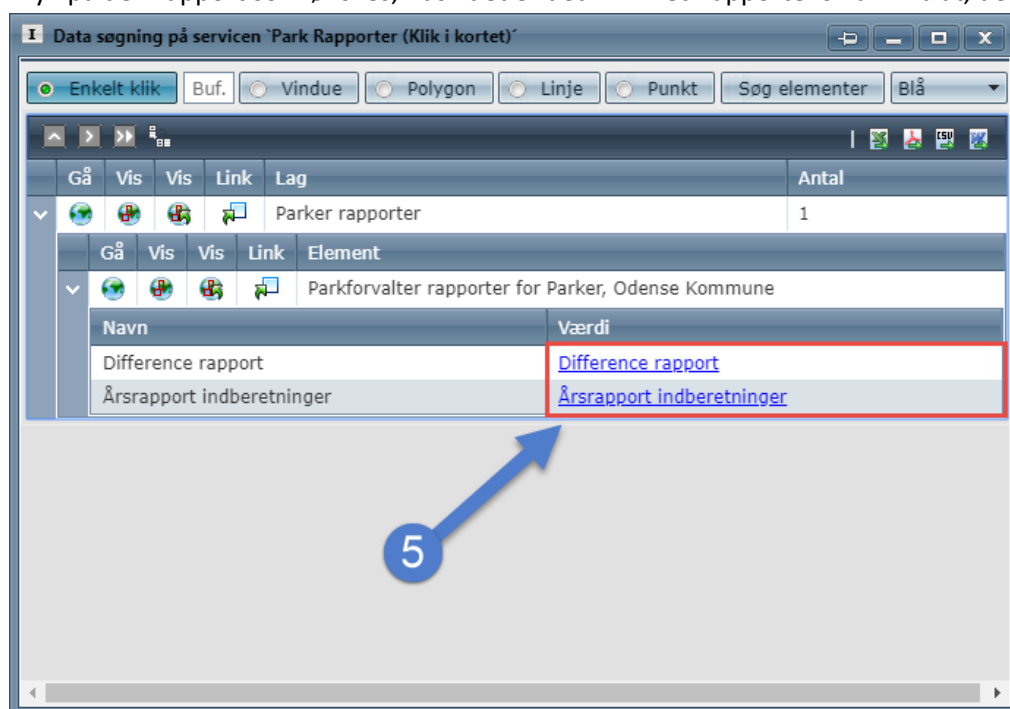 Data søgning på servicen `Park Rapporter (Klik i kortet)´
Enkelt klik Buf. Vindue Polygon Linje Punkt Søg elementer Blå
CSV
Gå Vis Vis Link Lag Antal
Parker rapporter 1
Gå Vis Vis Link Element
Parkforvalter rapporter for Parker, Odense Kommune
Navn Værdi
Difference rapport Difference rapport
Årsrapport indberetninger Årsrapport indberetninger
5